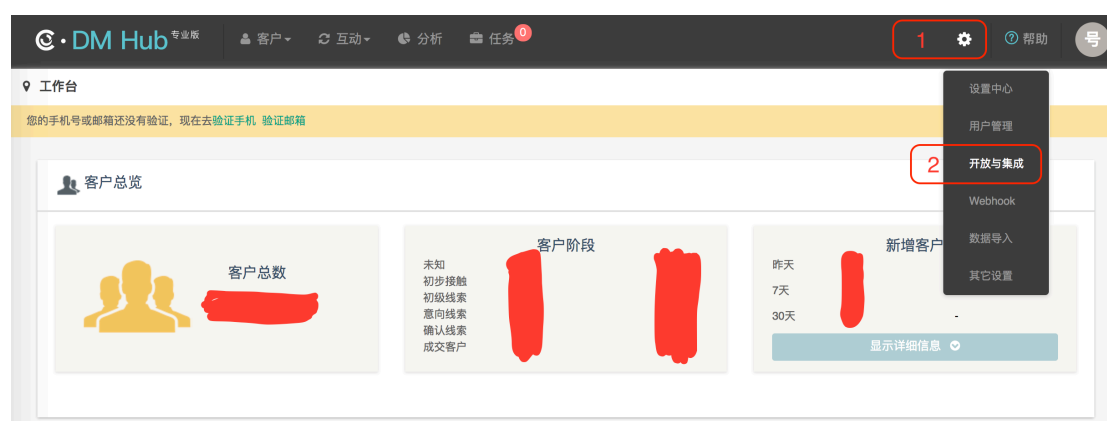 DM Hub 专业版 客户 互动 分析 任务 0 1 帮助 号
工作台
设置中心
您的手机号或邮箱还没有验证，现在去验证手机 验证邮箱
用户管理
2 开放与集成
客户总览
Webhook
数据导入
其它设置
客户总数
客户阶段
未知
初步接触
初级线索
意向线索
确认线索
成交客户
新增客户
昨天
7天
30天 -
显示详细信息